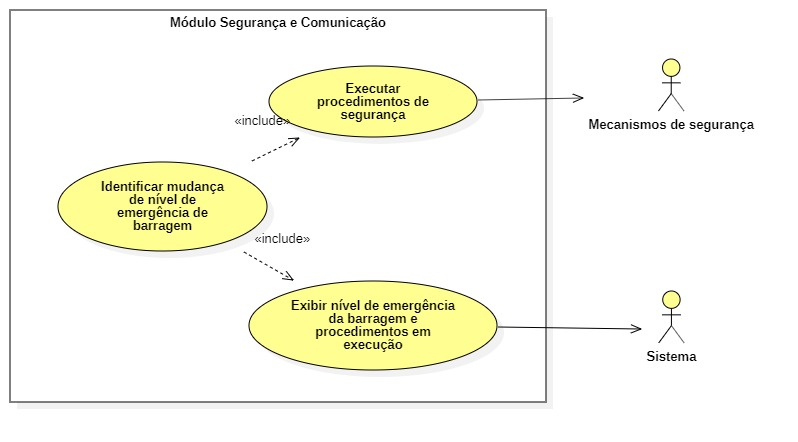 Módulo Segurança e Comunicação
Executar
procedimentos de
segurança
Mecanismos de segurança
«include»
Identificar mudança
de nível de
emergência de
barragem
«include»
Exibir nível de emergência
da barragem e
procedimentos em
execução
Sistema